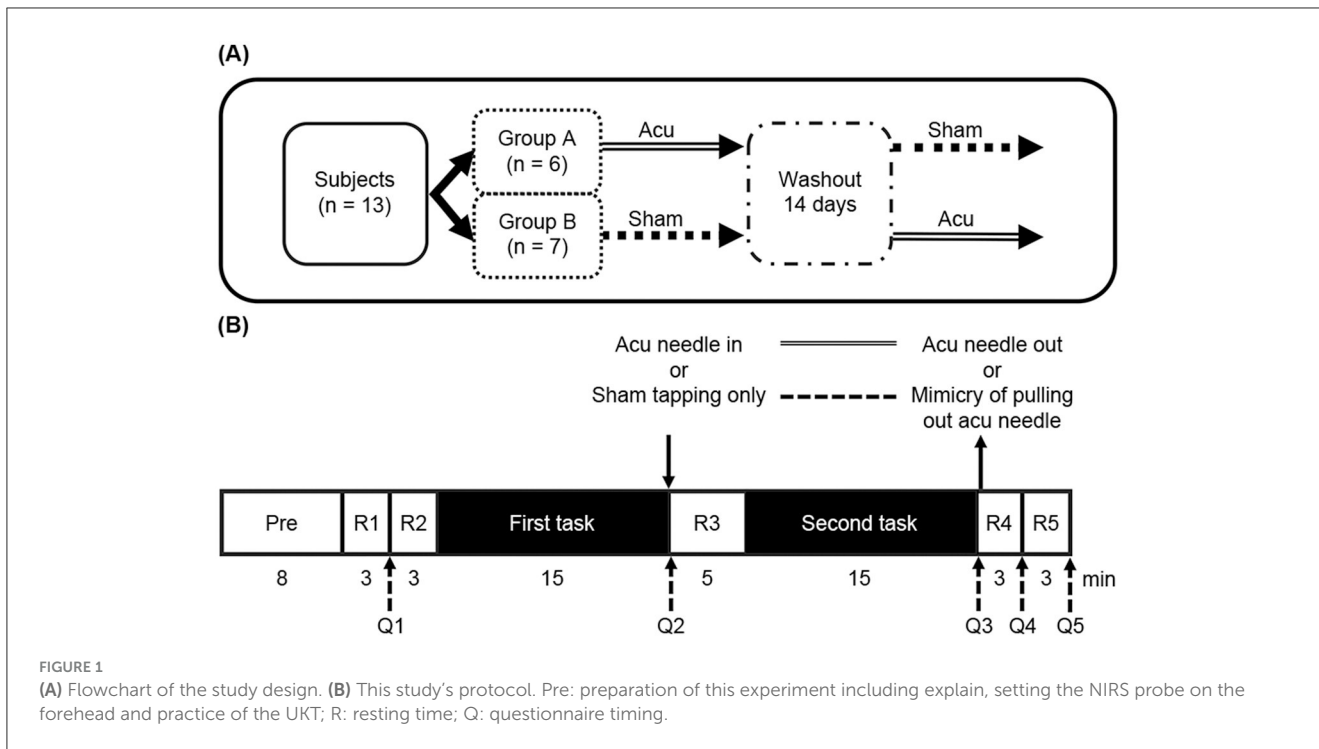 (A)
Subjects
(n = 13)
Group A
(n = 6)
Group B
(n = 7)
Acu
Sham
Washout
14 days
Sham
Acu
(B)
Acu needle in
or
Sham tapping only
Acu needle out
or
Mimicry of pulling
out acu needle
Pre R1 R2 First task R3 Second task R4 R5
8 3 3 15 5 15 3 3 min
Q1 Q2 Q3 Q4 Q5
FIGURE 1
(A) Flowchart of the study design. (B) This study's protocol. Pre: preparation of this experiment including explain, setting the NIRS probe on the
forehead and practice of the UKT; R: resting time; Q: questionnaire timing.